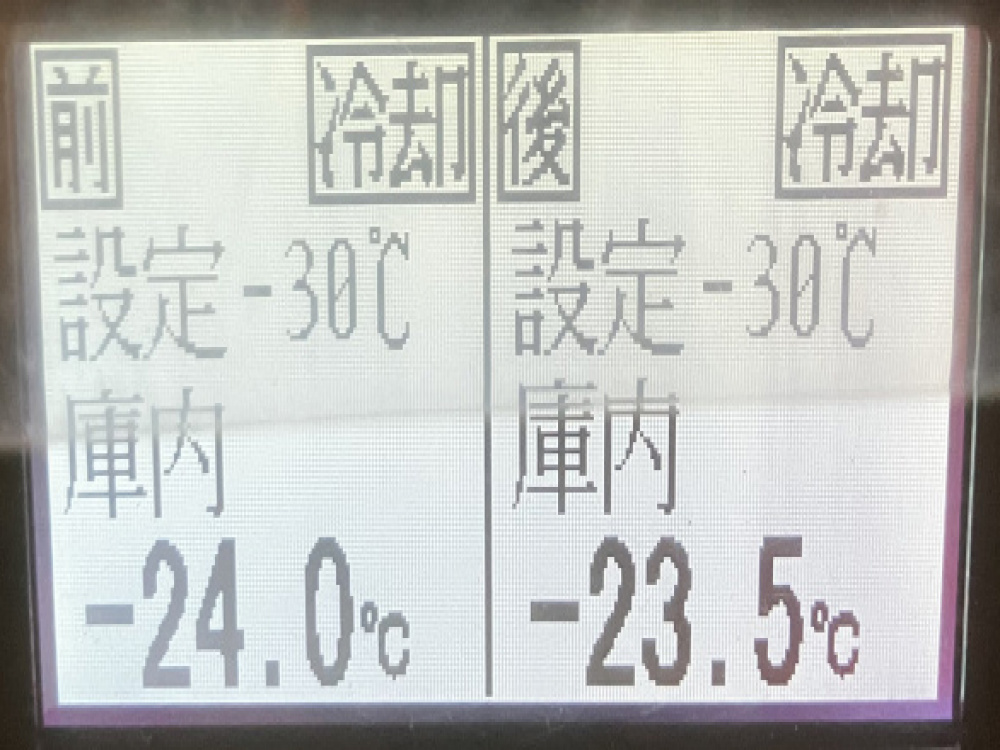 前 冷却
設定-30℃
庫内
-24.0℃
後 冷却
設定-30℃
庫内
-23.5℃